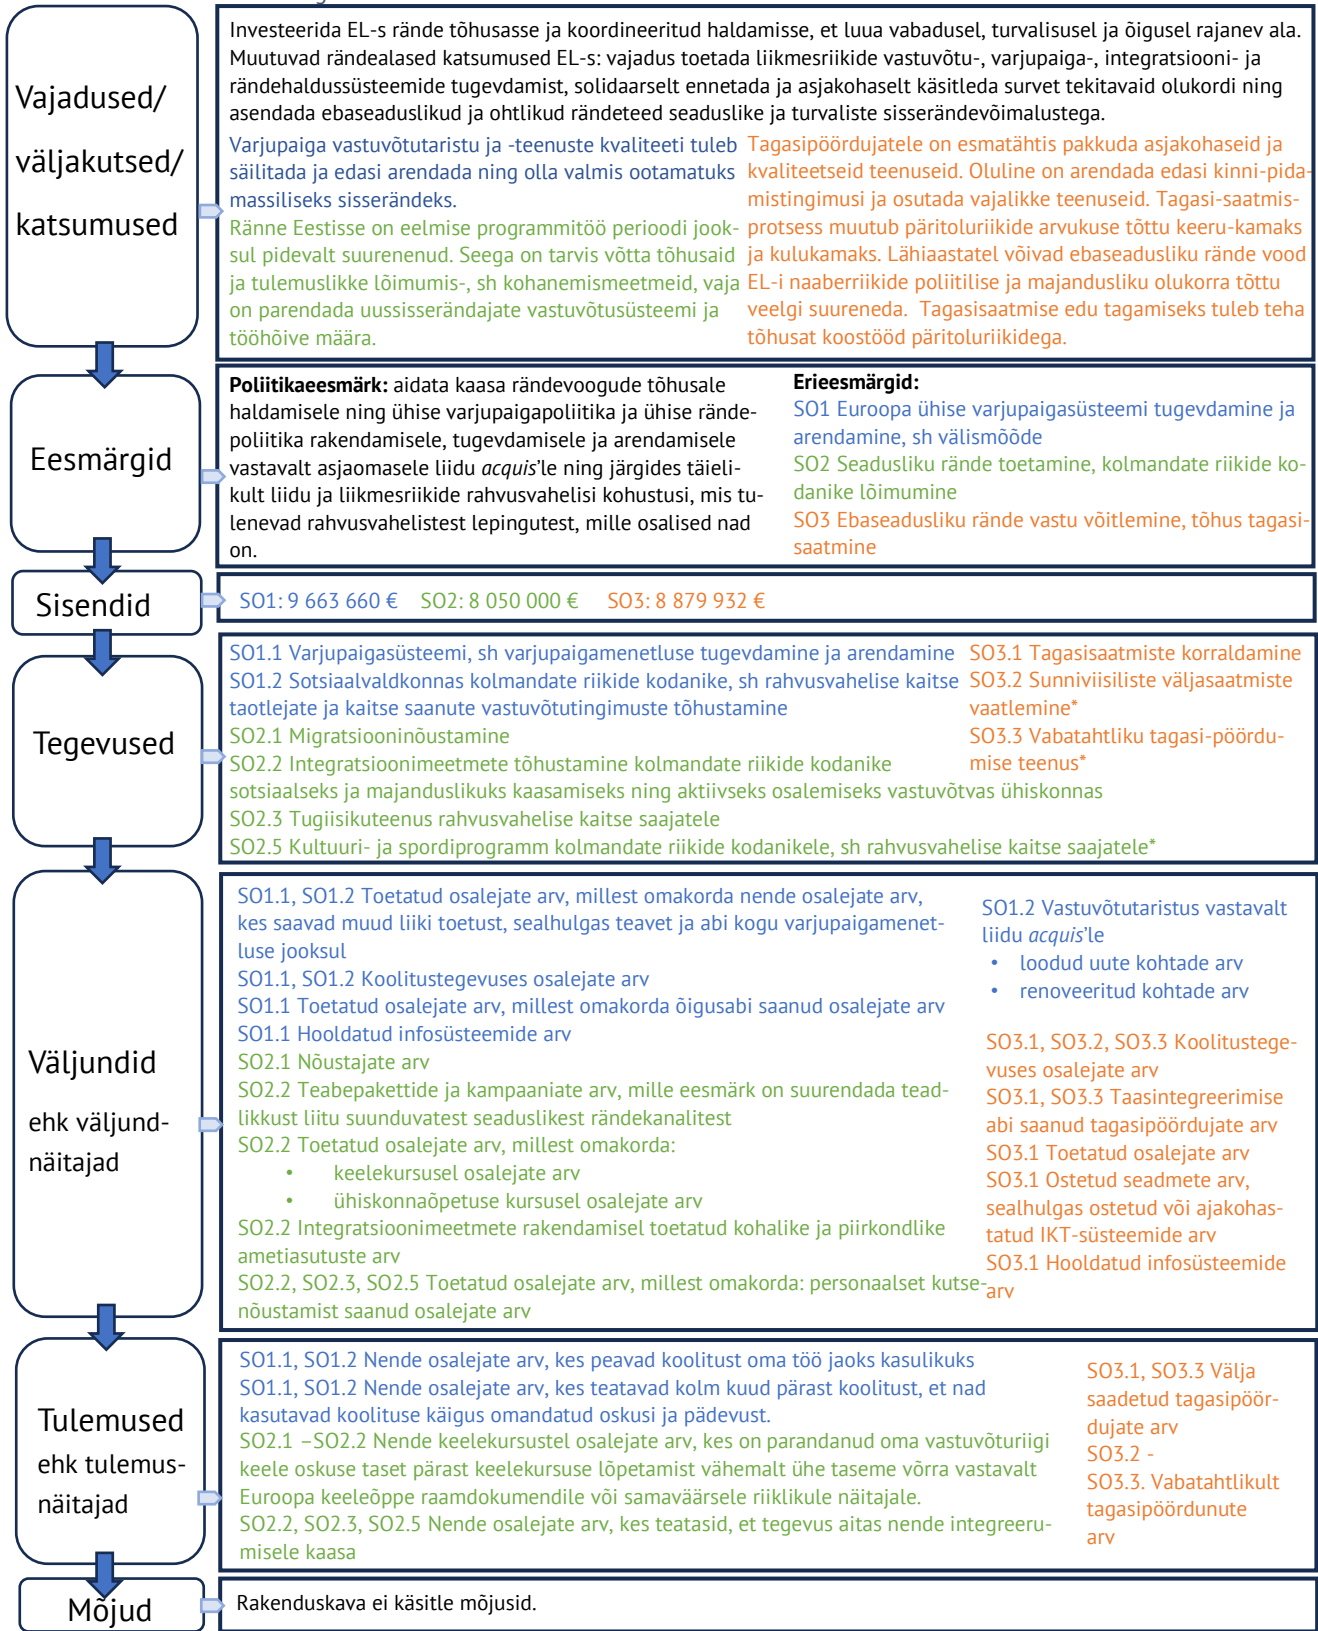 Vajadused/
väljakutsed/
katsumused
Investeerida EL-s rände tõhusasse ja koordineeritud haldamisse, et luua vabadusel, turvalisusel ja õigusel rajanev ala.
Muutuvad rändealased katsumused EL-s: vajadus toetada liikmesriikide vastuvõtu-, varjupaiga-, integratsiooni- ja
rändehaldussüsteemide tugevdamist, solidaarselt ennetada ja asjakohaselt käsitleda survet tekitavaid olukordi ning
asendada ebaseaduslikud ja ohtlikud rändeteed seaduslike ja turvaliste sisserändevõimalustega.
Varjupaiga vastuvõtutaristu ja -teenuste kvaliteeti tuleb
säilitada ja edasi arendada ning olla valmis ootamatuks
massiliseks sisserändeks.
Ränne Eestisse on eelmise programmitöö perioodi jook-
sul pidevalt suurenenud. Seega on tarvis võtta tõhusaid
ja tulemuslikke lõimumis-, sh kohanemismeetmeid, vaja
on parendada uussisserändajate vastuvõtusüsteemi ja
tööhõive määra.
Tagasipöördujatele on esmatähtis pakkuda asjakohaseid ja
kvaliteetseid teenuseid. Oluline on arendada edasi kinni-pida-
mistingimusi ja osutada vajalikke teenuseid. Tagasi-saatmis-
protsess muutub päritoluriikide arvukuse tõttu keeru-kamaks
ja kulukamaks. Lähiaastatel võivad ebaseadusliku rände vood
EL-i naaberriikide poliitilise ja majandusliku olukorra tõttu
veelgi suureneda. Tagasisaatmise edu tagamiseks tuleb teha
tõhusat koostööd päritoluriikidega.
Eesmärgid
Poliitikaeesmärk: aidata kaasa rändevoogude tõhusale
haldamisele ning ühise varjupaigapoliitika ja ühise rände-
poliitika rakendamisele, tugevdamisele ja arendamisele
vastavalt asjaomasele liidu acquis'le ning järgides täieli-
kult liidu ja liikmesriikide rahvusvahelisi kohustusi, mis tu-
lenevad rahvusvahelistest lepingutest, mille osalised nad
on.
Erieesmärgid:
SO1 Euroopa ühise varjupaigasüsteemi tugevdamine ja
arendamine, sh välismõõde
SO2 Seadusliku rände toetamine, kolmandate riikide ko-
danike lõimumine
SO3 Ebaseadusliku rände vastu võitlemine, tõhus tagasi-
saatmine
Sisendid
SO1: 9 663 660 € SO2: 8 050 000 € SO3: 8 879 932 €
Tegevused
SO1.1 Varjupaigasüsteemi, sh varjupaigamenetluse tugevdamine ja arendamine
SO1.2 Sotsiaalvaldkonnas kolmandate riikide kodanike, sh rahvusvahelise kaitse
taotlejate ja kaitse saanute vastuvõtutingimuste tõhustamine
SO2.1 Migratsiooninõustamine
SO2.2 Integratsioonimeetmete tõhustamine kolmandate riikide kodanike
sotsiaalseks ja majanduslikuks kaasamiseks ning aktiivseks osalemiseks vastuvõtvas ühiskonnas
SO2.3 Tugiisikuteenus rahvusvahelise kaitse saajatele
SO2.5 Kultuuri- ja spordiprogramm kolmandate riikide kodanikele, sh rahvusvahelise kaitse saajatele*
SO3.1 Tagasisaatmiste korraldamine
SO3.2 Sunniviisiliste väljasaatmiste
vaatlemine*
SO3.3 Vabatahtliku tagasi-pöördu-
mise teenus*
Väljundid
ehk väljund-
näitajad
SO1.1, SO1.2 Toetatud osalejate arv, millest omakorda nende osalejate arv,
kes saavad muud liiki toetust, sealhulgas teavet ja abi kogu varjupaigamenet-
luse jooksul
SO1.1, SO1.2 Koolitustegevuses osalejate arv
SO1.1 Toetatud osalejate arv, millest omakorda õigusabi saanud osalejate arv
SO1.1 Hooldatud infosüsteemide arv
SO2.1 Nõustajate arv
SO2.2 Teabepakettide ja kampaaniate arv, mille eesmärk on suurendada tead-
likkust liitu suunduvatest seaduslikest rändekanalitest
SO2.2 Toetatud osalejate arv, millest omakorda:
• keelekursusel osalejate arv
• ühiskonnaõpetuse kursusel osalejate arv
SO2.2 Integratsioonimeetmete rakendamisel toetatud kohalike ja piirkondlike
ametiasutuste arv
SO2.2, SO2.3, SO2.5 Toetatud osalejate arv, millest omakorda: personaalset kutse-
nõustamist saanud osalejate arv
SO1.2 Vastuvõtutaristus vastavalt
liidu acquis'le
• loodud uute kohtade arv
• renoveeritud kohtade arv
SO3.1, SO3.2, SO3.3 Koolitustege-
vuses osalejate arv
SO3.1, SO3.3 Taasintegreerimise
abi saanud tagasipöördujate arv
SO3.1 Toetatud osalejate arv
SO3.1 Ostetud seadmete arv,
sealhulgas ostetud või ajakohas-
tatud IKT-süsteemide arv
SO3.1 Hooldatud infosüsteemide
arv
Tulemused
ehk tulemus-
näitajad
SO1.1, SO1.2 Nende osalejate arv, kes peavad koolitust oma töö jaoks kasulikuks
SO1.1, SO1.2 Nende osalejate arv, kes teatavad kolm kuud pärast koolitust, et nad
kasutavad koolituse käigus omandatud oskusi ja pädevust.
SO2.1 –SO2.2 Nende keelekursustel osalejate arv, kes on parandanud oma vastuvõturiigi
keele oskuse taset pärast keelekursuse lõpetamist vähemalt ühe taseme võrra vastavalt
Euroopa keeleõppe raamdokumendile või samaväärsele riiklikule näitajale.
SO2.2, SO2.3, SO2.5 Nende osalejate arv, kes teatasid, et tegevus aitas nende integreeru-
misele kaasa
SO3.1, SO3.3 Välja
saadetud tagasipöör-
dujate arv
SO3.2 -
SO3.3. Vabatahtlikult
tagasipöördunute
arv
Mõjud
Rakenduskava ei käsitle mõjusid.